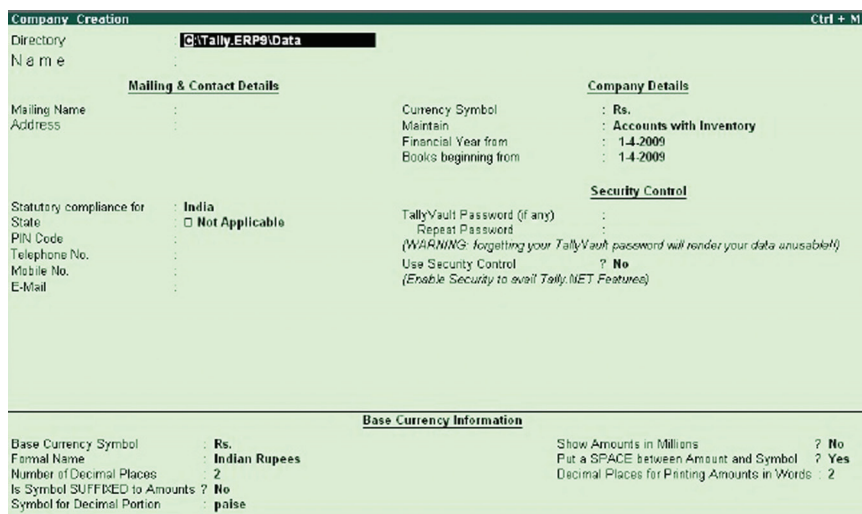 Company Creation Ctrl + M
Directory : C:\Tally.ERP9\Data
Name :
Mailing & Contact Details
Mailing Name :
Address :
Statutory compliance for : India
State : □ Not Applicable
PIN Code :
Telephone No. :
Mobile No. :
E-Mail :
Company Details
Currency Symbol : Rs.
Maintain : Accounts with Inventory
Financial Year from : 1-4-2009
Books beginning from : 1-4-2009
Security Control
TallyVault Password (if any) :
Repeat Password :
(WARNING: forgetting your TallyVault password will render your data unusable!!)
Use Security Control ? No
(Enable Security to avail Tally.NET Features)
Base Currency Information
Base Currency Symbol : Rs.
Formal Name : Indian Rupees
Number of Decimal Places : 2
Is Symbol SUFFIXED to Amounts ? No
Symbol for Decimal Portion : paise
Show Amounts in Millions ? No
Put a SPACE between Amount and Symbol ? Yes
Decimal Places for Printing Amounts in Words : 2